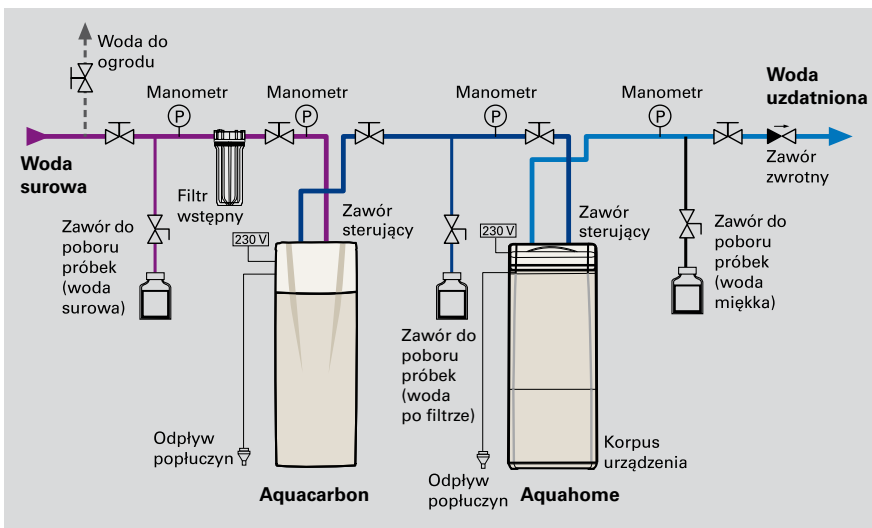 Woda do
ogrodu
Manometr
Manometr
Manometr
Manometr
Woda
uzdatniona
P
P
P
P
Woda
surowa
Filtr
wstępny
Zawór
zwrotny
Zawór do
poboru
próbek
(woda
surowa)
230 V
Zawór
sterujący
230 V
Zawór
sterujący
Zawór do
poboru
próbek
(woda
miękka)
Zawór do
poboru
próbek
(woda
po filtrze)
Odpływ
popłuczyn
Korpus
urządzenia
Odpływ
popłuczyn
Aquacarbon
Aquahome